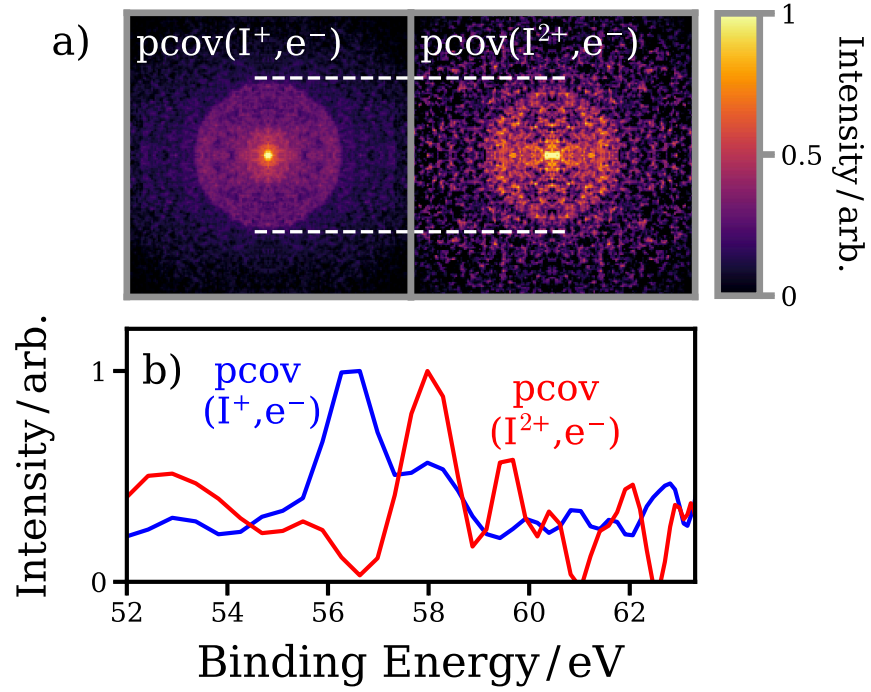 a)
pcov(I⁺,e⁻)
pcov(I²⁺,e⁻)
1
0.5
0
Intensity/arb.
b)
pcov
(I⁺,e⁻)
pcov
(I²⁺,e⁻)
1
0
Intensity/arb.
52 54 56 58 60 62
Binding Energy/eV